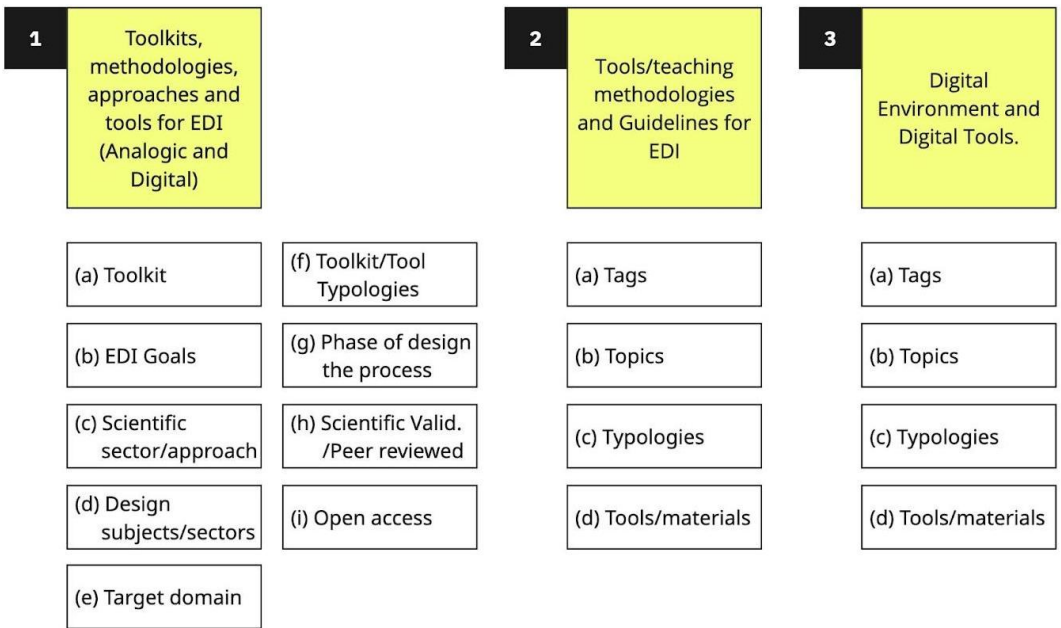 1
Toolkits,
methodologies,
approaches and
tools for EDI
(Analogic and
Digital)
(a) Toolkit
(b) EDI Goals
(c) Scientific
sector/approach
(d) Design
subjects/sectors
(e) Target domain
(f) Toolkit/Tool
Typologies
(g) Phase of design
the process
(h) Scientific Valid.
/Peer reviewed
(i) Open access
2
Tools/teaching
methodologies
and Guidelines for
EDI
(a) Tags
(b) Topics
(c) Typologies
(d) Tools/materials
3
Digital
Environment and
Digital Tools.
(a) Tags
(b) Topics
(c) Typologies
(d) Tools/materials